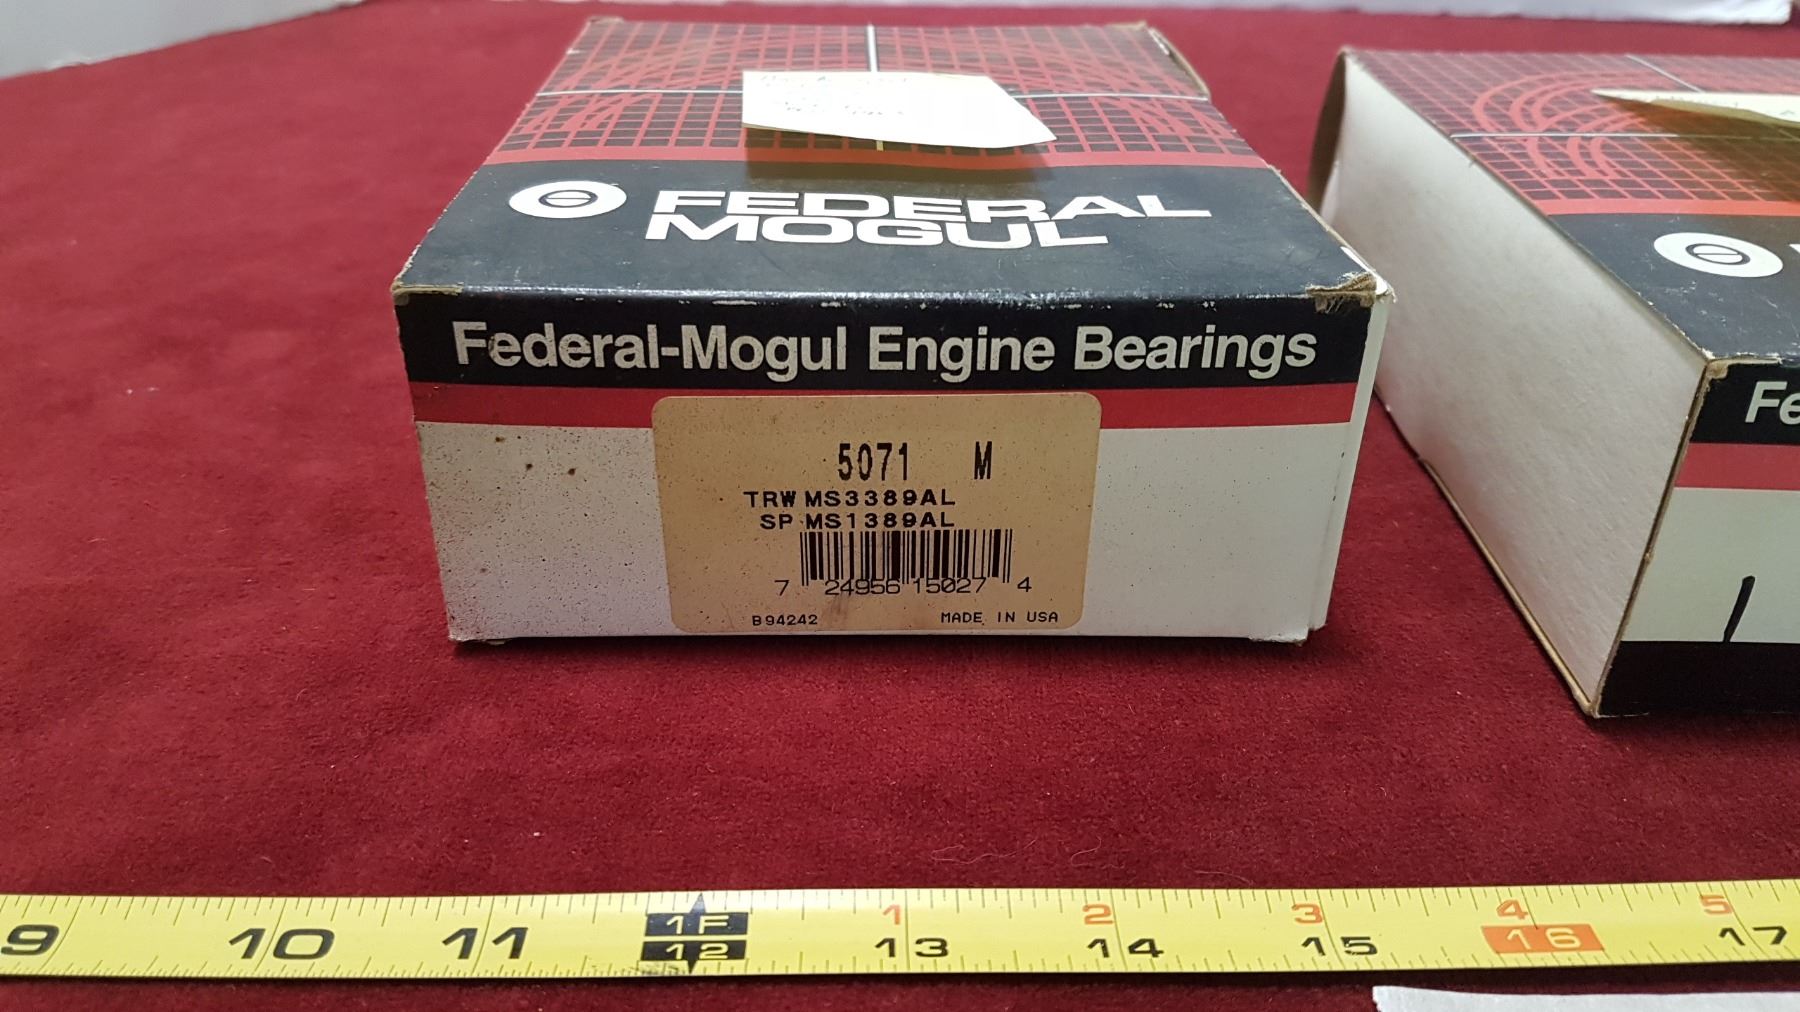 FEDERAL
MOGUL
Federal-Mogul Engine Bearings
5071 M
TRW MS3389AL
SP MS1389AL
7 24956 15027 4
B94242 MADE IN USA
Fe
1F 1 2 3 4 5
9 10 11 12 13 14 15 16 17